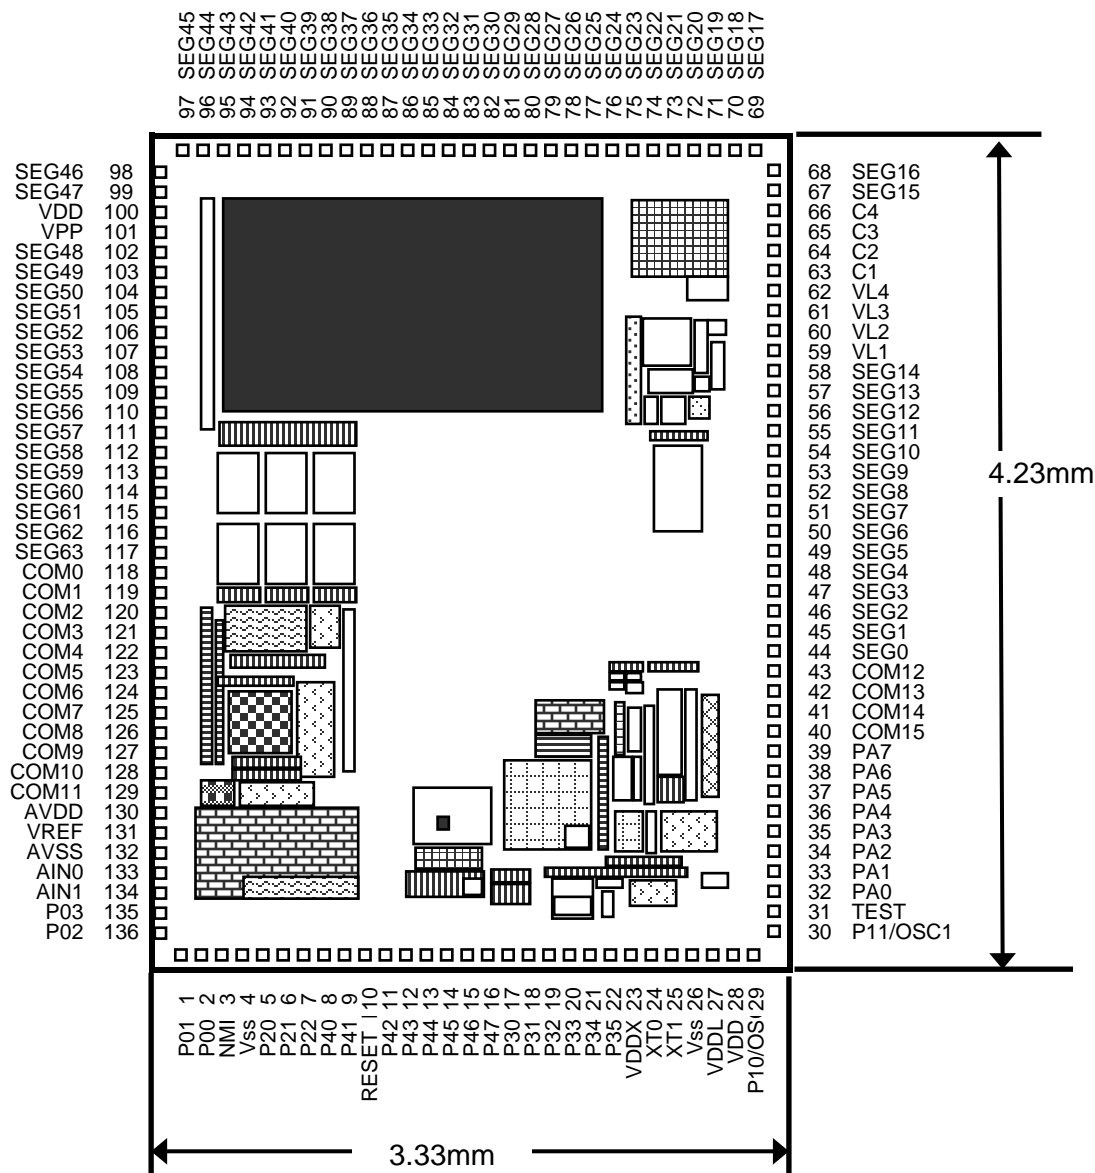 97 SEG45
96 SEG44
95 SEG43
94 SEG42
93 SEG41
92 SEG40
91 SEG39
90 SEG38
89 SEG37
88 SEG36
87 SEG35
86 SEG34
85 SEG33
84 SEG32
83 SEG31
82 SEG30
81 SEG29
80 SEG28
79 SEG27
78 SEG26
77 SEG25
76 SEG24
75 SEG23
74 SEG22
73 SEG21
72 SEG20
71 SEG19
70 SEG18
69 SEG17
SEG46 98
SEG47 99
VDD 100
VPP 101
SEG48 102
SEG49 103
SEG50 104
SEG51 105
SEG52 106
SEG53 107
SEG54 108
SEG55 109
SEG56 110
SEG57 111
SEG58 112
SEG59 113
SEG60 114
SEG61 115
SEG62 116
SEG63 117
COM0 118
COM1 119
COM2 120
COM3 121
COM4 122
COM5 123
COM6 124
COM7 125
COM8 126
COM9 127
COM10 128
COM11 129
AVDD 130
VREF 131
AVSS 132
AIN0 133
AIN1 134
P03 135
P02 136
68 SEG16
67 SEG15
66 C4
65 C3
64 C2
63 C1
62 VL4
61 VL3
60 VL2
59 VL1
58 SEG14
57 SEG13
56 SEG12
55 SEG11
54 SEG10
53 SEG9
52 SEG8
51 SEG7
50 SEG6
49 SEG5
48 SEG4
47 SEG3
46 SEG2
45 SEG1
44 SEG0
43 COM12
42 COM13
41 COM14
40 COM15
39 PA7
38 PA6
37 PA5
36 PA4
35 PA3
34 PA2
33 PA1
32 PA0
31 TEST
30 P11/OSC1
4.23mm
P01 1
P00 2
NMI 3
Vss 4
P20 5
P21 6
P22 7
P40 8
P41 9
RESET 10
P42 11
P43 12
P44 13
P45 14
P46 15
P47 16
P30 17
P31 18
P32 19
P33 20
P34 21
P35 22
VDDX 23
XT0 24
XT1 25
Vss 26
VDDL 27
VDD 28
29
3.33mm